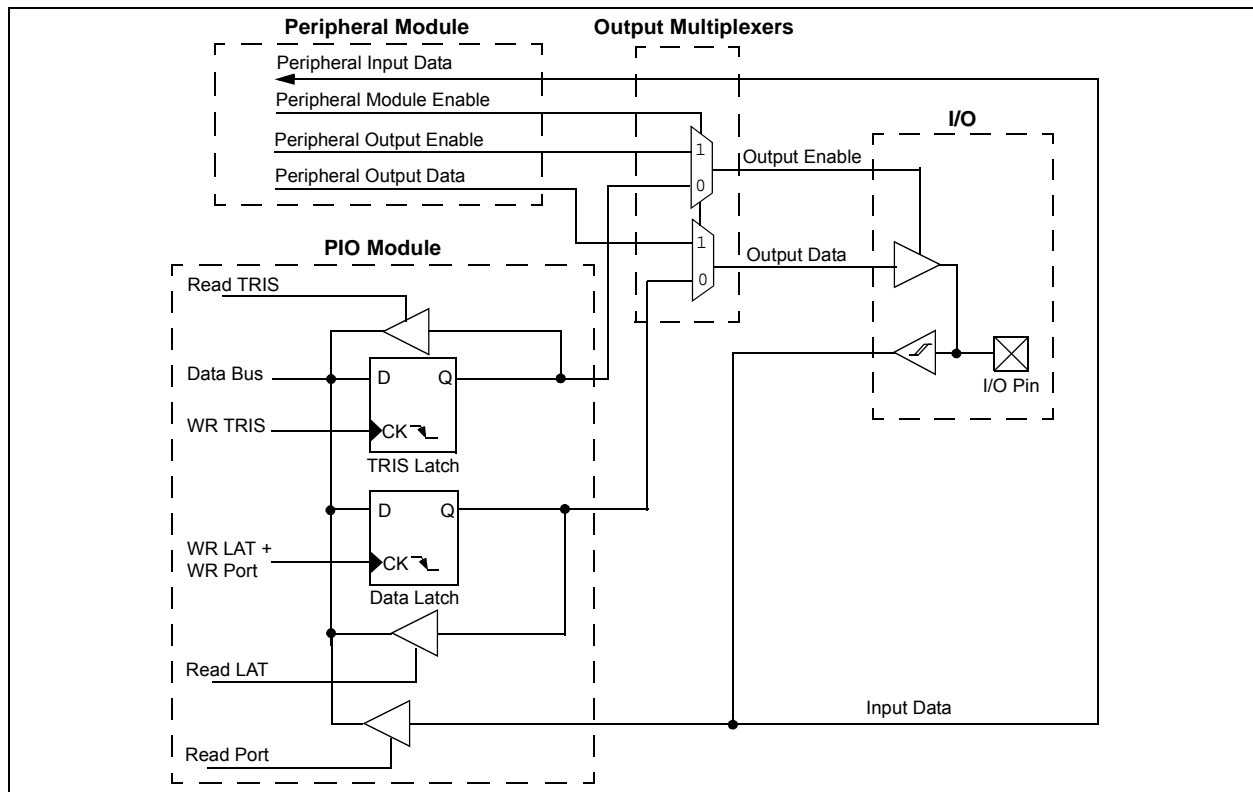 Peripheral Module
Output Multiplexers
Peripheral Input Data
Peripheral Module Enable
Peripheral Output Enable
Peripheral Output Data
1
0
1
0
Output Enable
Output Data
I/O
I/O Pin
PIO Module
Read TRIS
Data Bus
D
Q
WR TRIS
CK
TRIS Latch
D
Q
WR LAT +
WR Port
CK
Data Latch
Read LAT
Read Port
Input Data